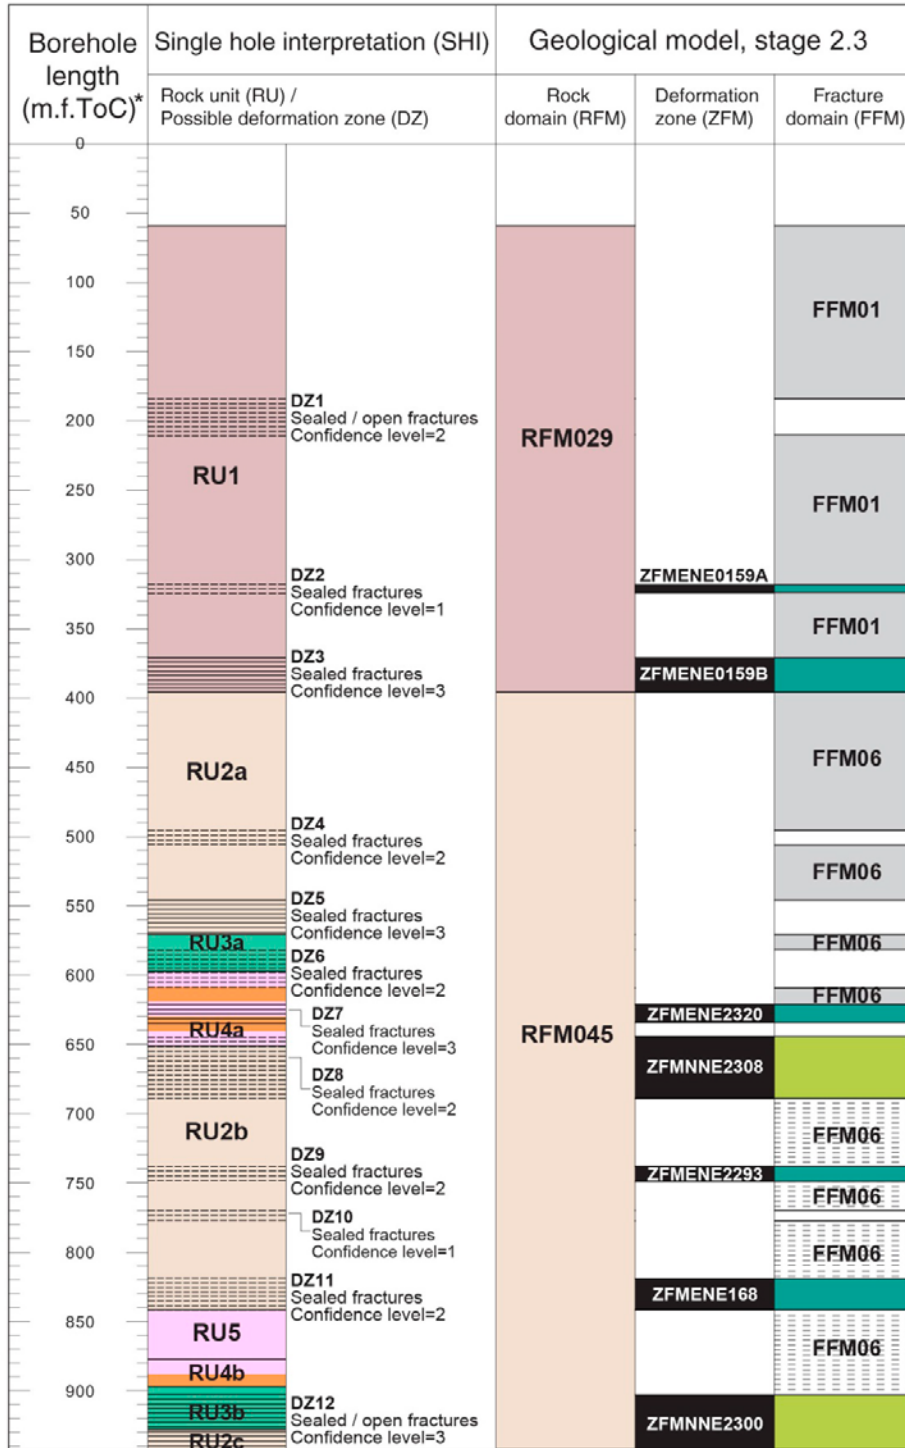 Borehole length (m.f.ToC)*
Single hole interpretation (SHI)
Geological model, stage 2.3
Rock unit (RU) /
Possible deformation zone (DZ)
Rock
domain (RFM)
Deformation
zone (ZFM)
Fracture
domain (FFM)
0
50
100
150
200
250
300
350
400
450
500
550
600
650
700
750
800
850
900
RU1
RU2a
RU3a
RU4a
RU2b
RU5
RU4b
RU3b
RU2c
DZ1
Sealed / open fractures
Confidence level=2
DZ2
Sealed fractures
Confidence level=1
DZ3
Sealed fractures
Confidence level=3
DZ4
Sealed fractures
Confidence level=2
DZ5
Sealed fractures
Confidence level=3
DZ6
Sealed fractures
Confidence level=2
DZ7
Sealed fractures
Confidence level=3
DZ8
Sealed fractures
Confidence level=2
DZ9
Sealed fractures
Confidence level=2
DZ10
Sealed fractures
Confidence level=1
DZ11
Sealed fractures
Confidence level=2
DZ12
Sealed / open fractures
Confidence level=3
RFM029
RFM045
ZFMENE0159A
ZFMENE0159B
ZFMENE2320
ZFMNNE2308
ZFMENE2293
ZFMENE168
ZFMNNE2300
FFM01
FFM01
FFM01
FFM06
FFM06
FFM06
FFM06
FFM06
FFM06
FFM06
FFM06